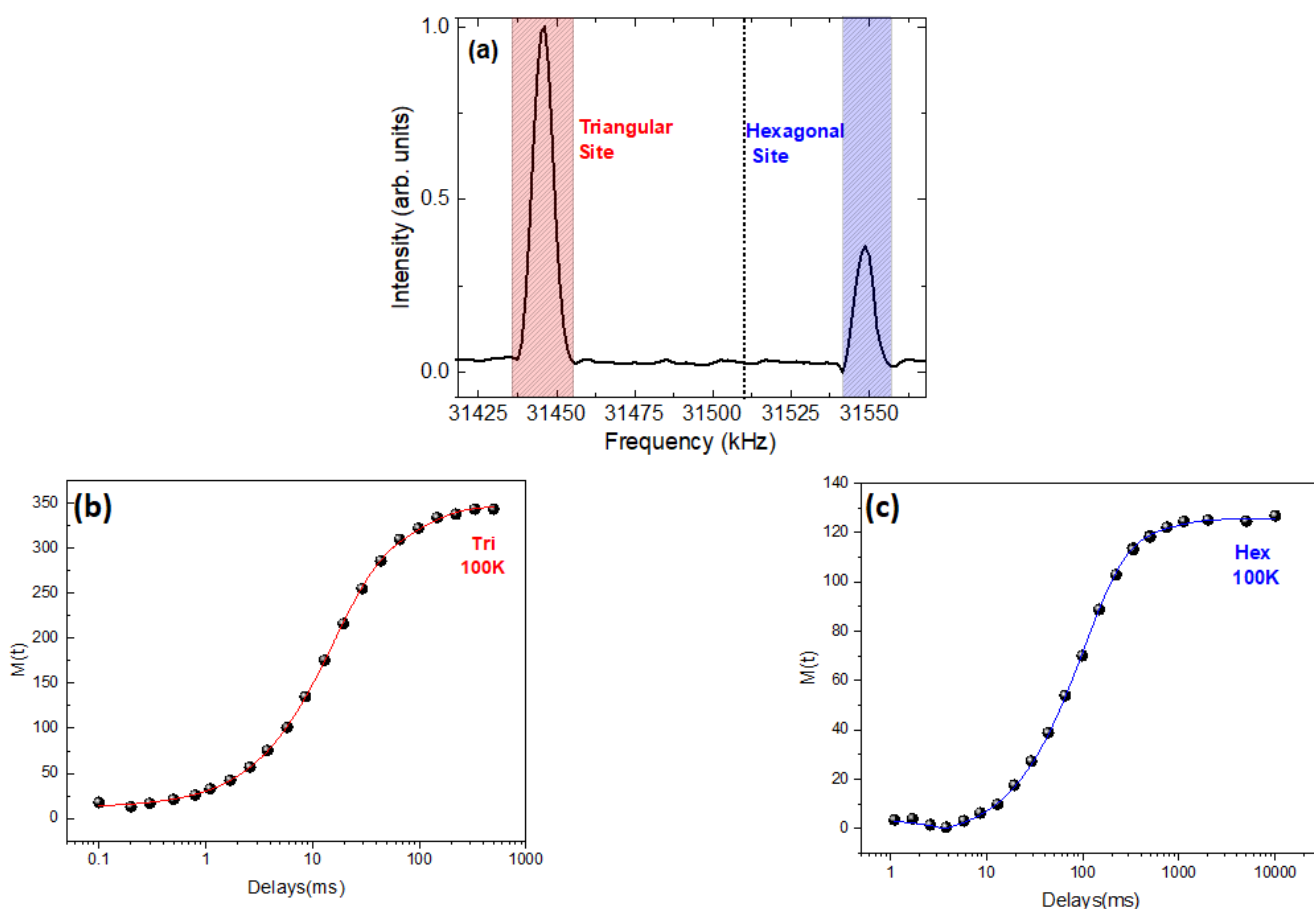 (a)
1.0
0.5
0.0
Intensity (arb. units)
Triangular
Site
Hexagonal
Site
31425 31450 31475 31500 31525 31550
Frequency (kHz)
(b)
350
300
250
200
150
100
50
0
M(t)
Tri
100K
0.1 1 10 100 1000
Delays(ms)
(c)
140
120
100
80
60
40
20
0
M(t)
Hex
100K
1 10 100 1000 10000
Delays(ms)